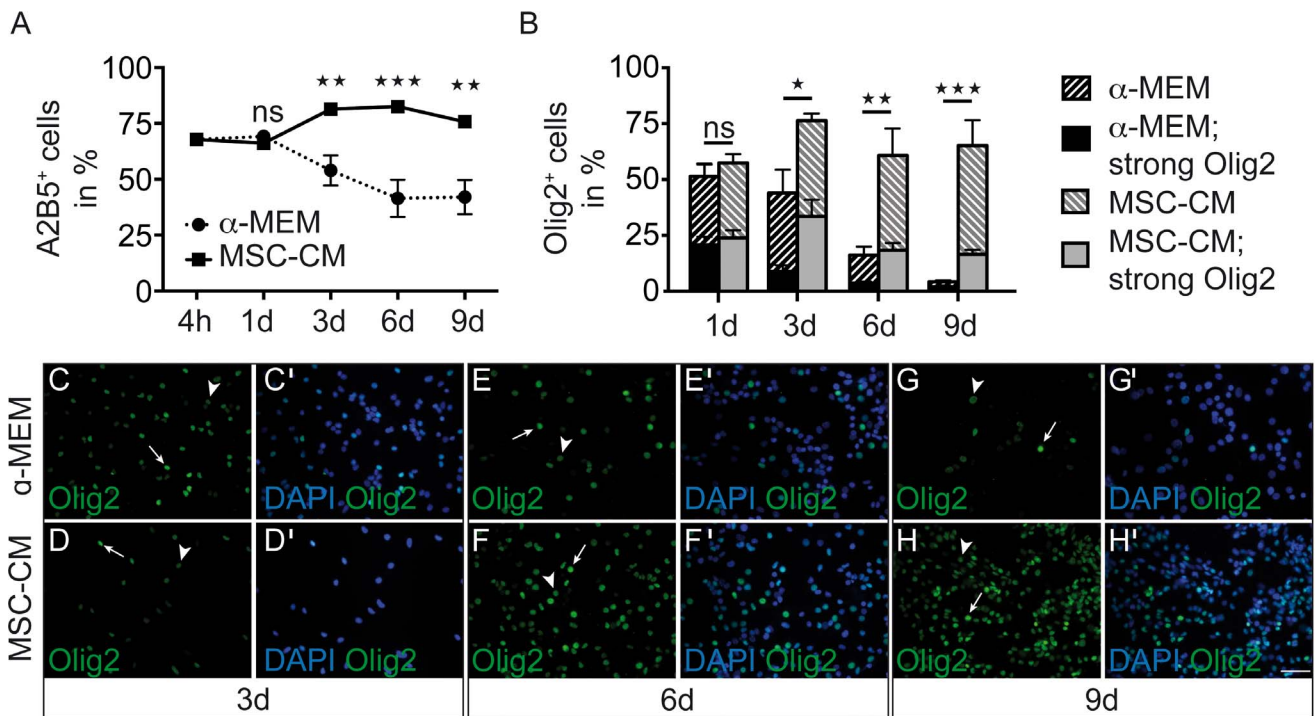 A
A2B5+ cells
in %
100
75
50
25
0
★★
★★★
★★
ns
α-MEM
MSC-CM
4h 1d 3d 6d 9d
B
Olig2+ cells
in %
100
75
50
25
0
ns
★
★★
★★★
1d 3d 6d 9d
α-MEM
α-MEM;
strong Olig2
MSC-CM
MSC-CM;
strong Olig2
α-MEM
C
Olig2
C'
DAPI Olig2
E
Olig2
E'
DAPI Olig2
G
Olig2
G'
DAPI Olig2
MSC-CM
D
Olig2
D'
DAPI Olig2
F
Olig2
F'
DAPI Olig2
H
Olig2
H'
DAPI Olig2
3d
6d
9d